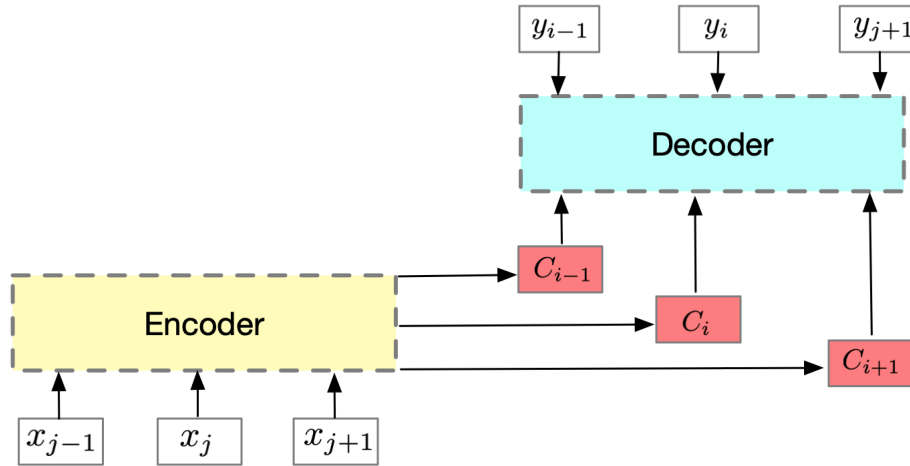 y_{i-1} y_i y_{j+1}
Decoder
C_{i-1}
Encoder C_i
C_{i+1}
x_{j-1} x_j x_{j+1}